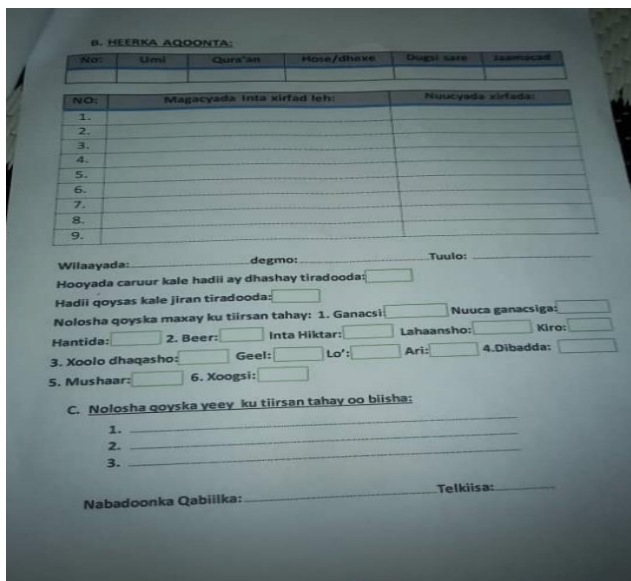 B. HEERKA AQOONTA:
No: Umi Qura'an Hose/dhexe Dugsi sare Jaamacad
NO: Magacyada inta xirfad leh: Nuucyada xirfada:
1.
2.
3.
4.
5.
6.
7.
8.
9.
Wilaayada: degmo: Tuulo:
Hooyada caruur kale hadii ay dhashay tiradooda:
Hadii qoysas kale jiran tiradooda:
Nolosha qoyska maxay ku tiirsan tahay: 1. Ganacsi Nuuca ganacsiga:
Hantida: 2. Beer: Inta Hiktar: Lahaansho: Kiro:
3. Xoolo dhaqasho: Geel: Lo': Ari: 4.Dibadda:
5. Mushaar: 6. Xoogsi:
C. Nolosha qoyska yeey ku tiirsan tahay oo biisha:
1.
2.
3.
Nabadoonka Qabiilka: Telkiisa: